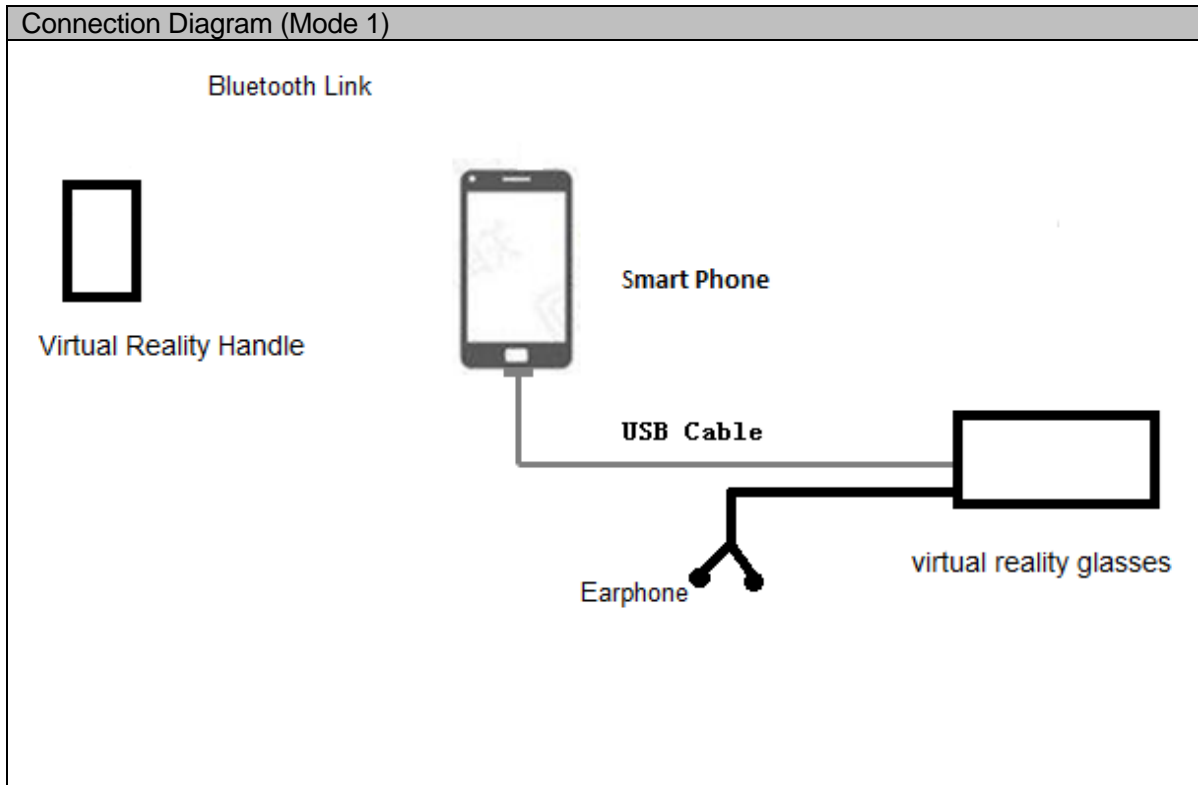 Connection Diagram (Mode 1)
Bluetooth Link
Smart Phone
Virtual Reality Handle
USB Cable
virtual reality glasses
Earphone